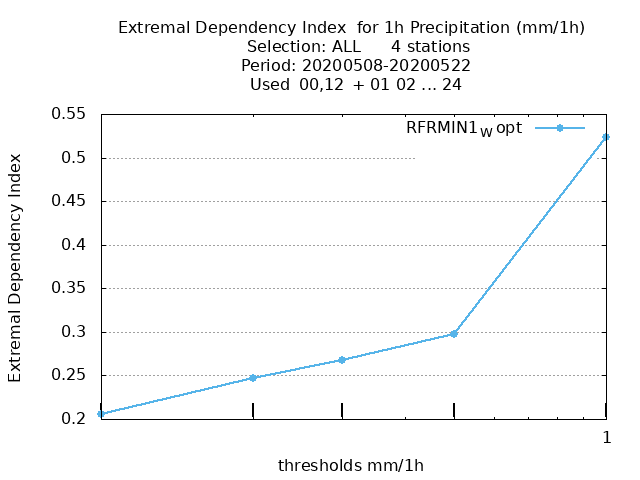 Extremal Dependency Index  for 1h Precipitation (mm/1h)
Selection: ALL      4 stations
Period: 20200508-20200522
Used  00,12  + 01 02 ... 24
0.55
RFRMIN1_W opt
0.5
0.45
0.4
0.35
0.3
0.25
0.2
1
Extremal Dependency Index
thresholds mm/1h